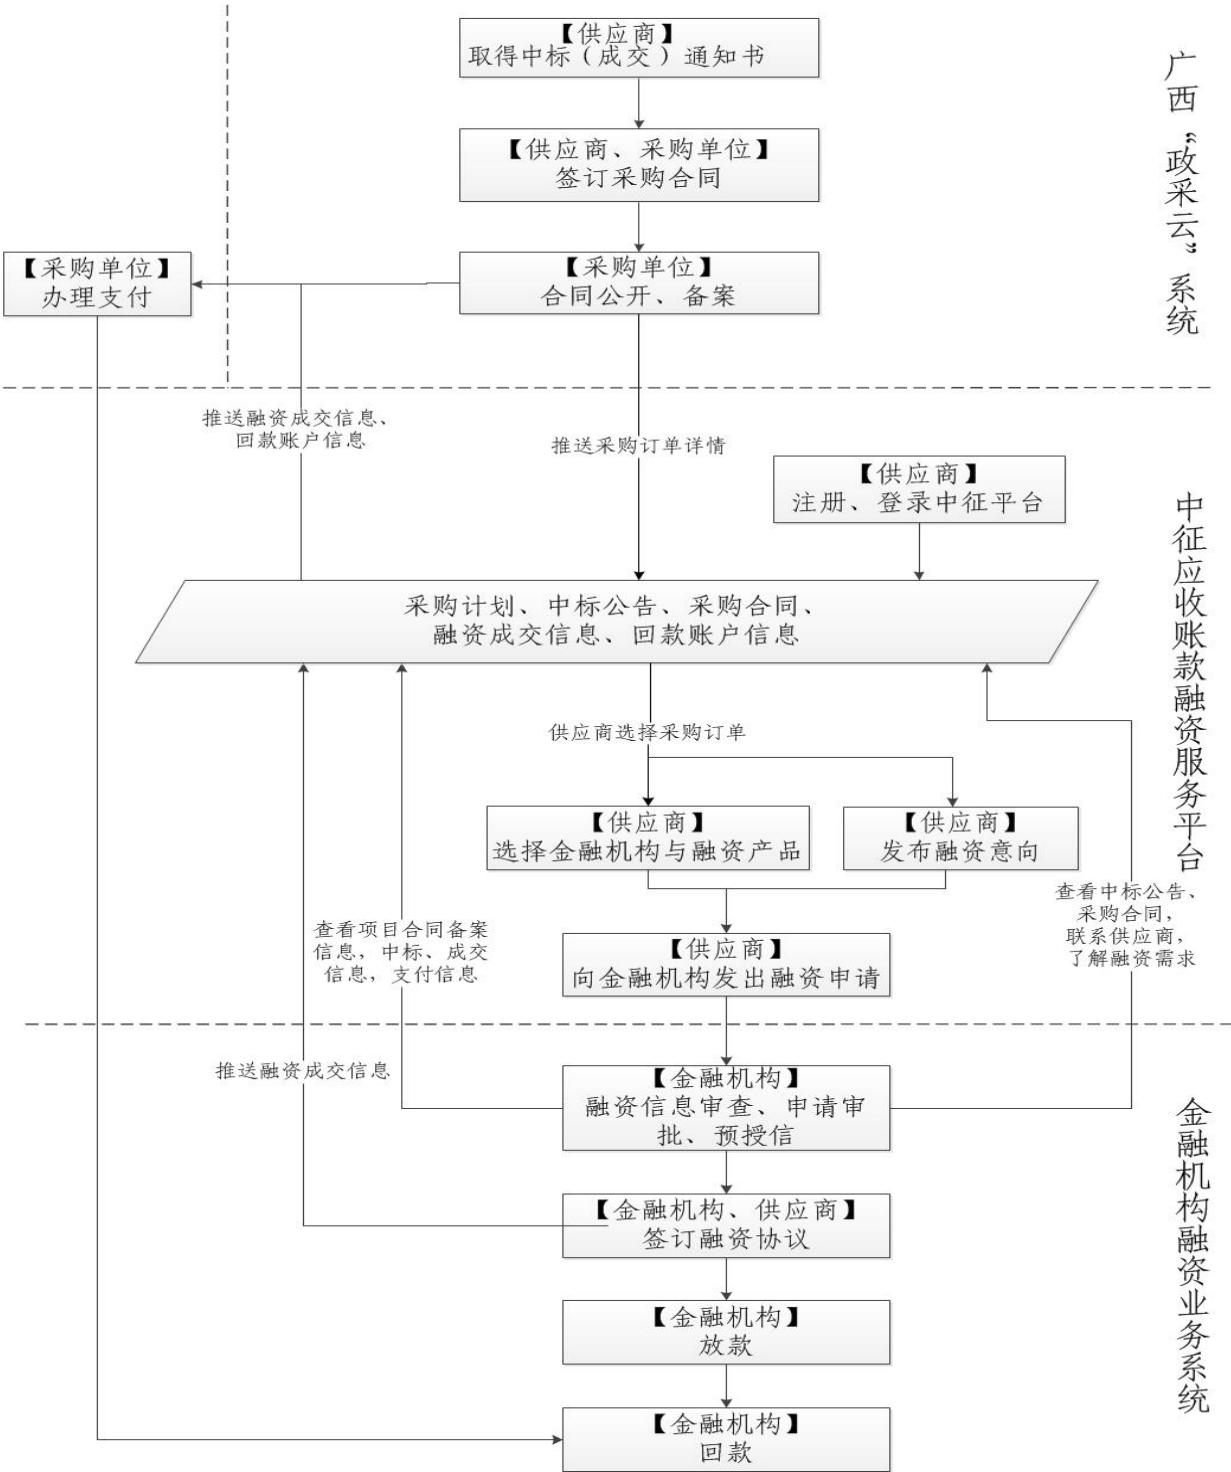 【供应商】
取得中标（成交）通知书
广西“政采云”系统
【供应商、采购单位】
签订采购合同
【采购单位】
办理支付
【采购单位】
合同公开、备案
推送融资成交信息、
回款账户信息
推送采购订单详情
【供应商】
注册、登录中征平台
中征应收账款融资服务平台
采购计划、中标公告、采购合同、
融资成交信息、回款账户信息
供应商选择采购订单
【供应商】
选择金融机构与融资产品
【供应商】
发布融资意向
查看中标公告、
采购合同，
联系供应商，
了解融资需求
查看项目合同备案
信息，中标、成交
信息，支付信息
【供应商】
向金融机构发出融资申请
推送融资成交信息
【金融机构】
融资信息审查、申请审
批、预授信
金融机构融资业务系统
【金融机构、供应商】
签订融资协议
【金融机构】
放款
【金融机构】
回款